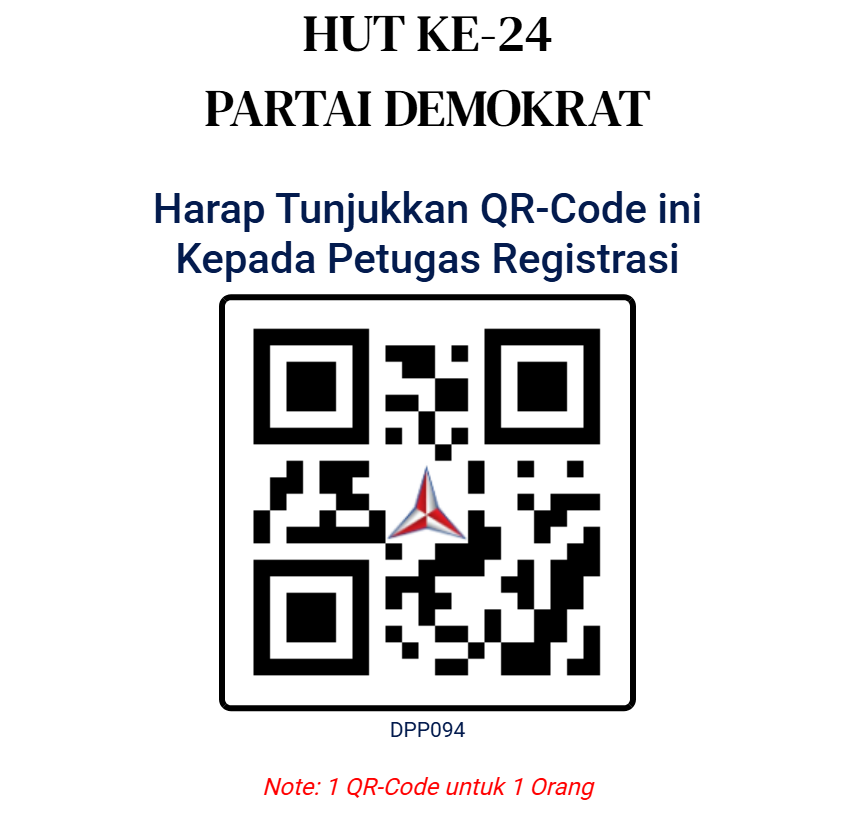 HUT KE-24
PARTAI DEMOKRAT
Harap Tunjukkan QR-Code ini
Kepada Petugas Registrasi
DPP094
Note: 1 QR-Code untuk 1 Orang